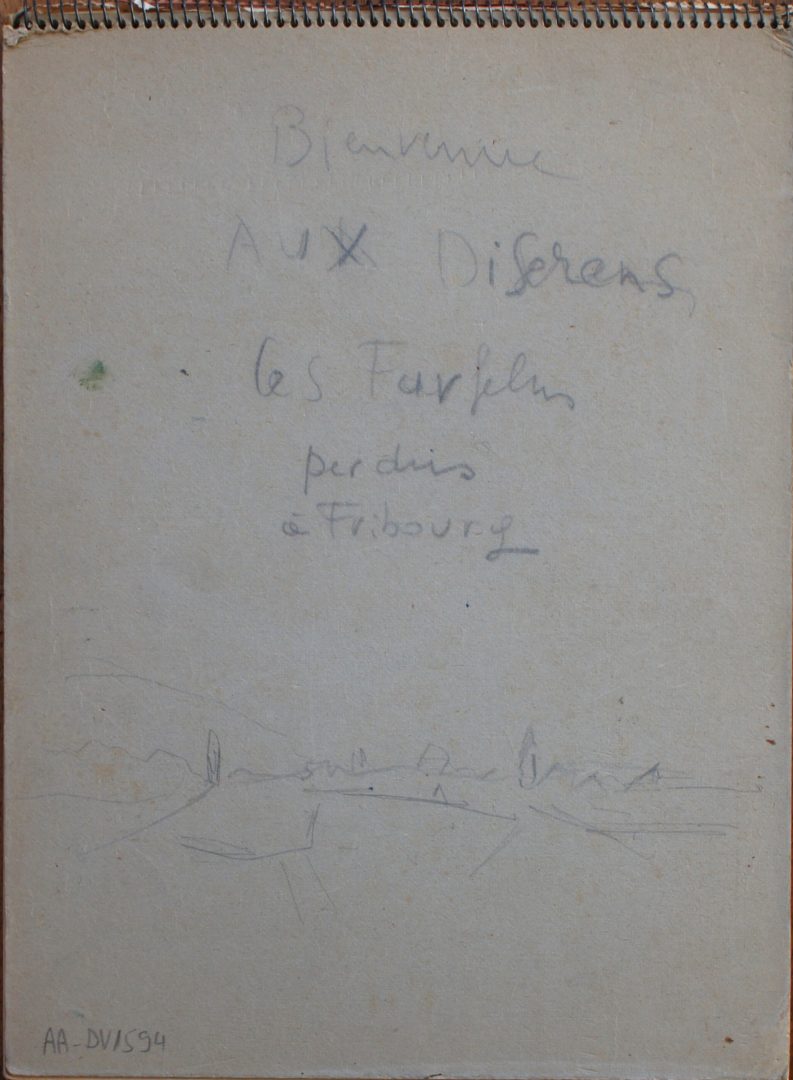 Bienvenue
AUX Diserens
les Farfelus
perdus
à Fribourg
AA-DV1594